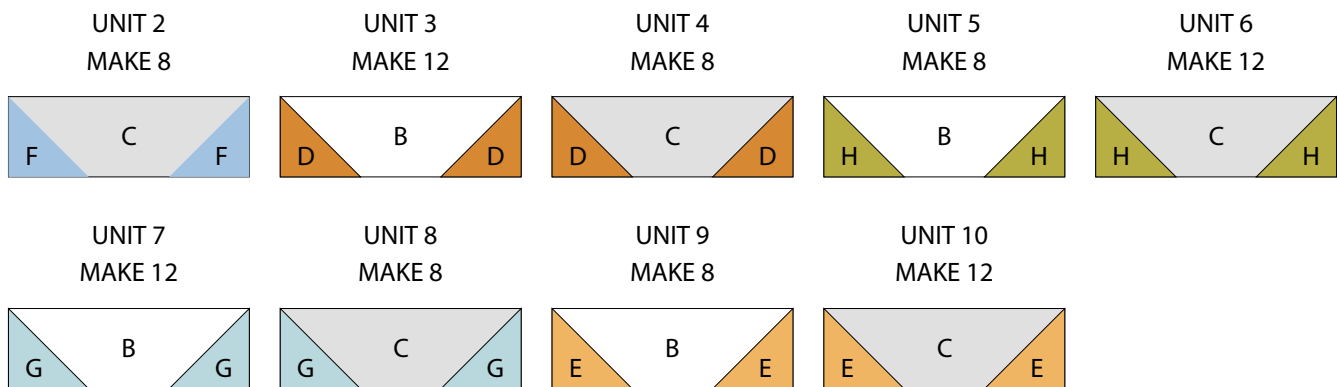 UNIT 2
MAKE 8
UNIT 3
MAKE 12
UNIT 4
MAKE 8
UNIT 5
MAKE 8
UNIT 6
MAKE 12
F C F
D B D
D C D
H B H
H C H
UNIT 7
MAKE 12
UNIT 8
MAKE 8
UNIT 9
MAKE 8
UNIT 10
MAKE 12
G B G
G C G
E B E
E C E